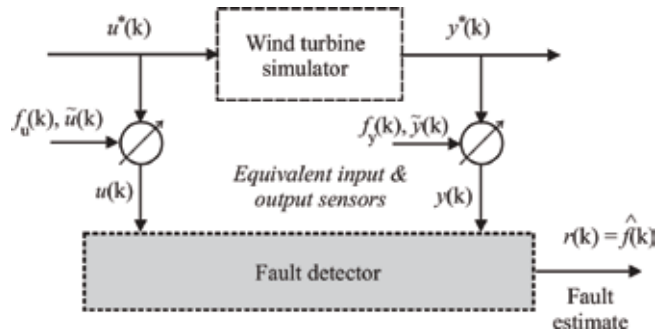 u*(k)
Wind turbine
simulator
y*(k)
fu(k), ũ(k)
fy(k), ỹ(k)
Equivalent input &
output sensors
u(k)
y(k)
r(k) = f̂(k)
Fault detector
Fault
estimate